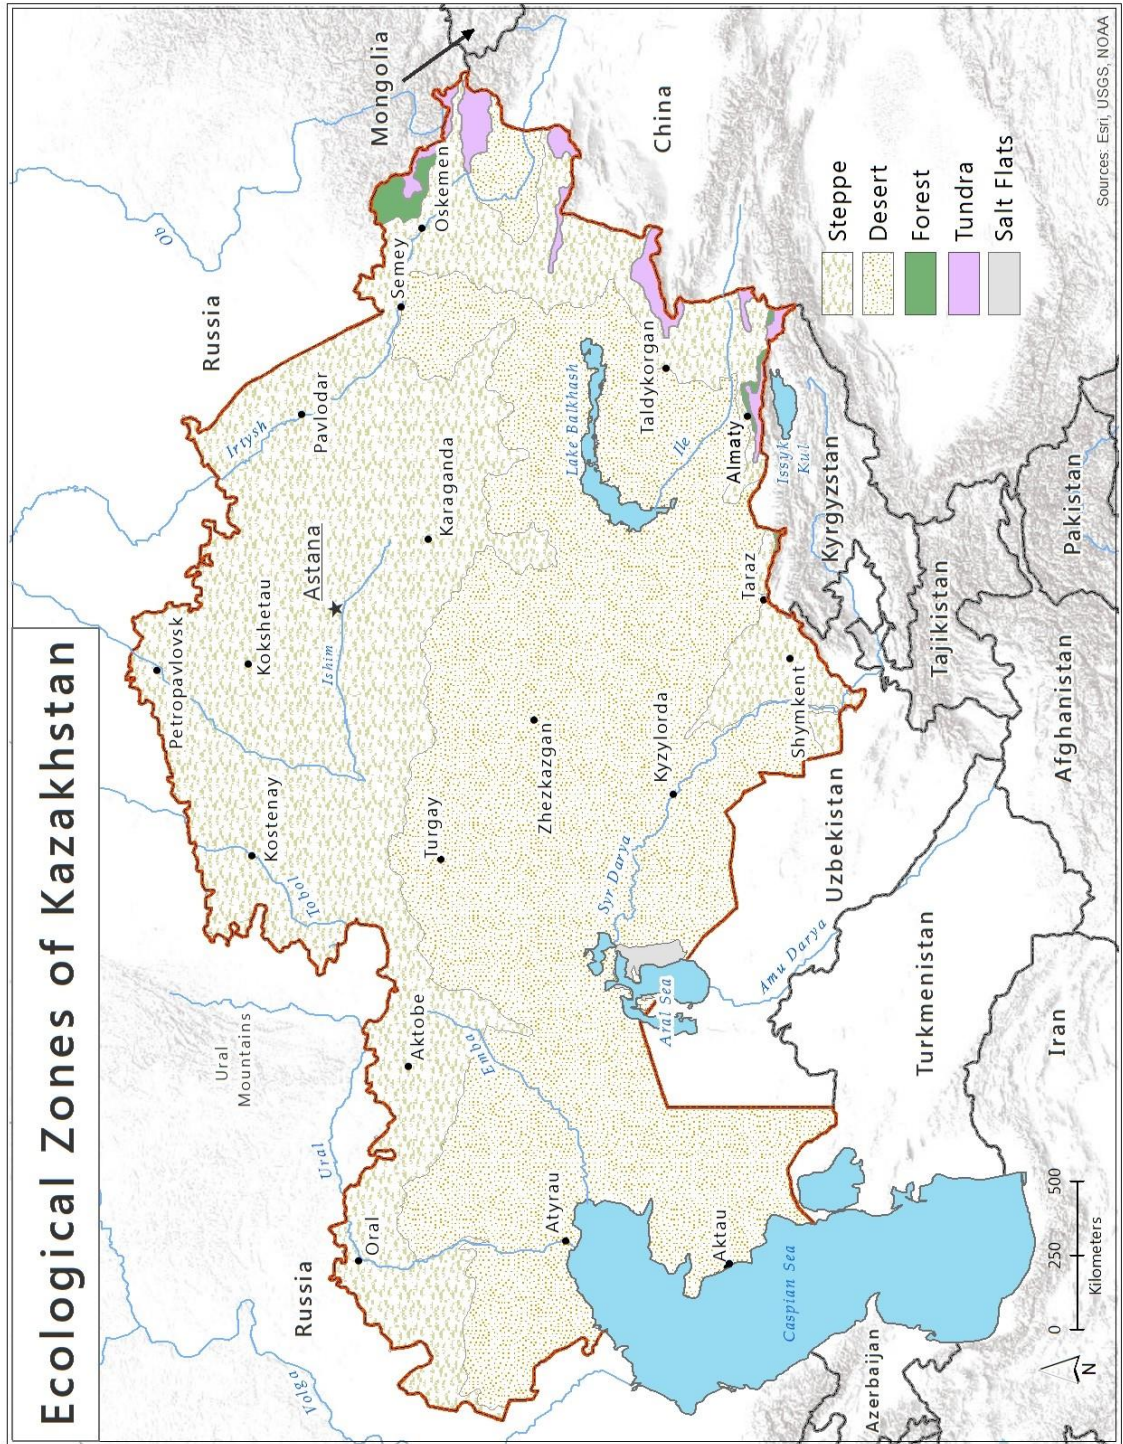 Ecological Zones of Kazakhstan
Mongolia
Ob
Russia
Irtysh
Petropavlovsk
Pavlodar
Kokshetau
Semey
Oskemen
Kostenay
Astana
Ishim
Tobol
Karaganda
Ural
Mountains
Russia
Volga
Ural
Oral
Aktobe
Turgay
China
Emba
Zhezkazgan
Lake Balkhash
Atyrau
Syr Darya
Kyzylorda
Ile
Taldykorgan
Aral Sea
Almaty
Taraz
Issyk
Kul
Aktau
Shymkent
Kyrgyzstan
Caspian Sea
Amu Darya
Uzbekistan
Steppe
Desert
Forest
Tundra
Salt Flats
Turkmenistan
Tajikistan
Azerbaijan
Iran
Afghanistan
Pakistan
N
0 250 500
Kilometers
Sources: Esri, USGS, NOAA